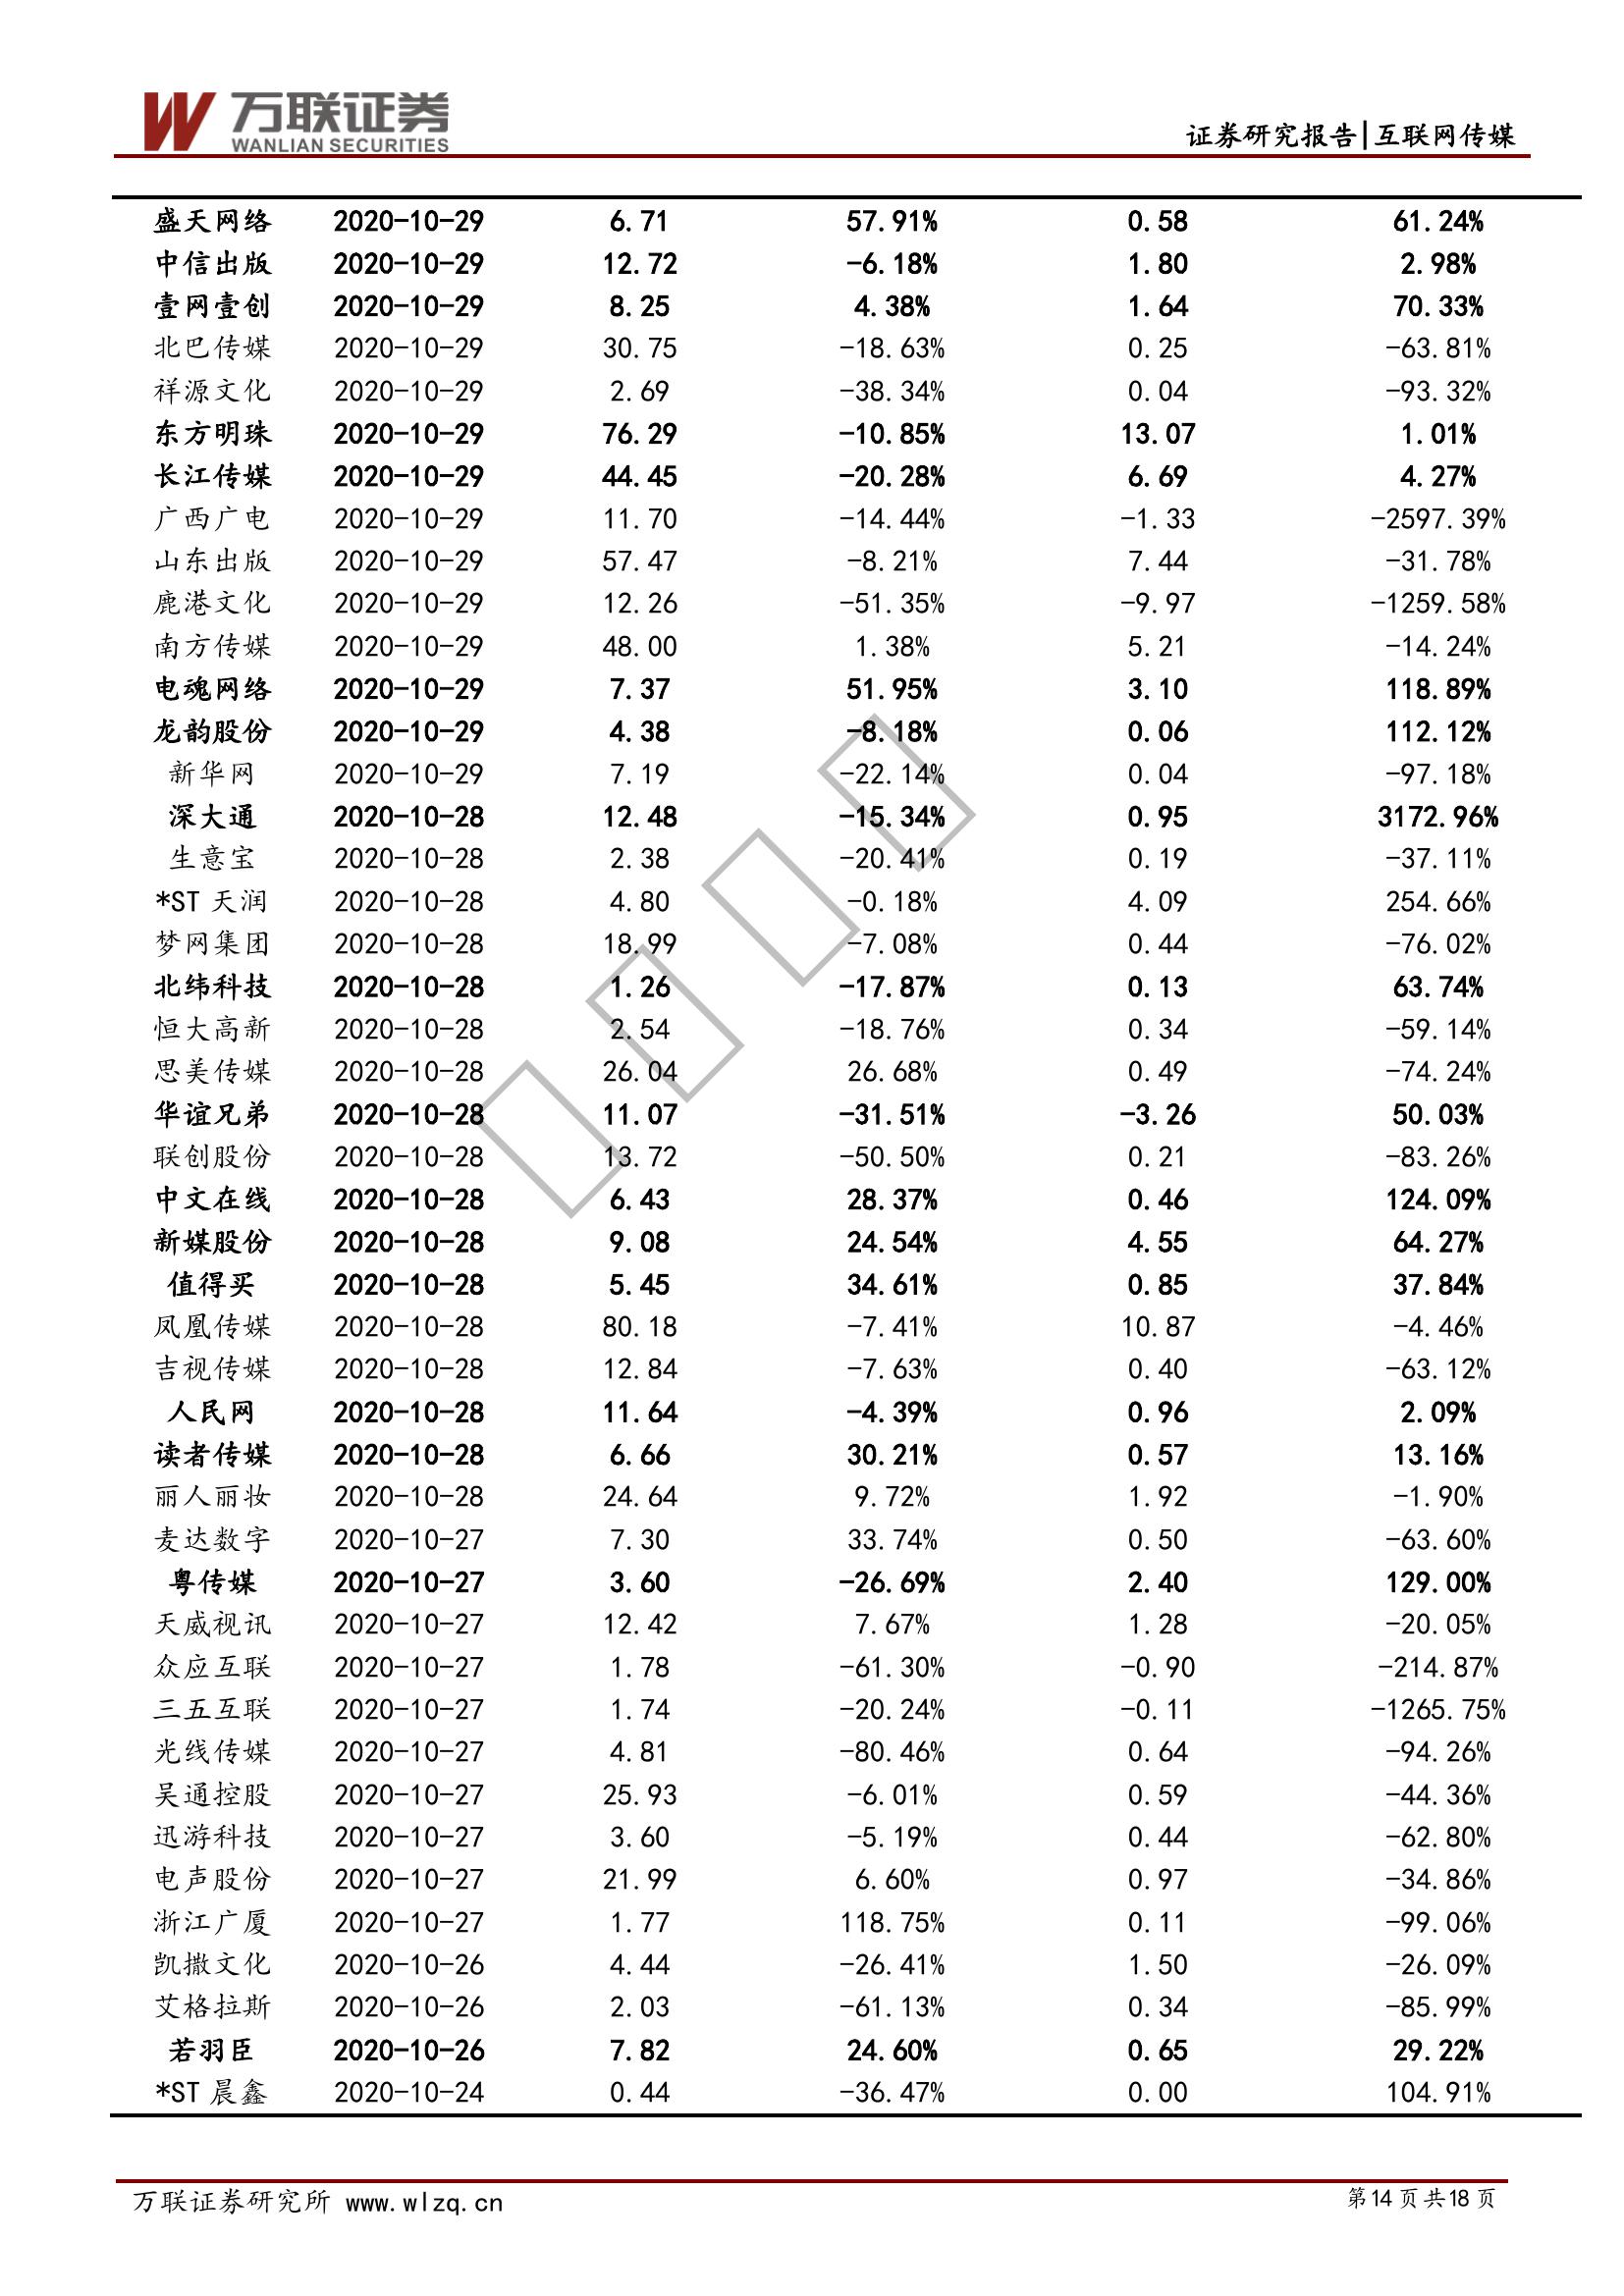 万联证券
WANLIAN SECURITIES
证券研究报告|互联网传媒
盛天网络 2020-10-29 6.71 57.91% 0.58 61.24%
中信出版 2020-10-29 12.72 -6.18% 1.80 2.98%
壹网壹创 2020-10-29 8.25 4.38% 1.64 70.33%
北巴传媒 2020-10-29 30.75 -18.63% 0.25 -63.81%
祥源文化 2020-10-29 2.69 -38.34% 0.04 -93.32%
东方明珠 2020-10-29 76.29 -10.85% 13.07 1.01%
长江传媒 2020-10-29 44.45 -20.28% 6.69 4.27%
广西广电 2020-10-29 11.70 -14.44% -1.33 -2597.39%
山东出版 2020-10-29 57.47 -8.21% 7.44 -31.78%
鹿港文化 2020-10-29 12.26 -51.35% -9.97 -1259.58%
南方传媒 2020-10-29 48.00 1.38% 5.21 -14.24%
电魂网络 2020-10-29 7.37 51.95% 3.10 118.89%
龙韵股份 2020-10-29 4.38 -8.18% 0.06 112.12%
新华网 2020-10-29 7.19 -22.14% 0.04 -97.18%
深大通 2020-10-28 12.48 -15.34% 0.95 3172.96%
生意宝 2020-10-28 2.38 -20.41% 0.19 -37.11%
*ST 天润 2020-10-28 4.80 -0.18% 4.09 254.66%
梦网集团 2020-10-28 18.99 -7.08% 0.44 -76.02%
北纬科技 2020-10-28 1.26 -17.87% 0.13 63.74%
恒大高新 2020-10-28 2.54 -18.76% 0.34 -59.14%
思美传媒 2020-10-28 26.04 26.68% 0.49 -74.24%
华谊兄弟 2020-10-28 11.07 -31.51% -3.26 50.03%
联创股份 2020-10-28 13.72 -50.50% 0.21 -83.26%
中文在线 2020-10-28 6.43 28.37% 0.46 124.09%
新媒股份 2020-10-28 9.08 24.54% 4.55 64.27%
值得买 2020-10-28 5.45 34.61% 0.85 37.84%
凤凰传媒 2020-10-28 80.18 -7.41% 10.87 -4.46%
吉视传媒 2020-10-28 12.84 -7.63% 0.40 -63.12%
人民网 2020-10-28 11.64 -4.39% 0.96 2.09%
读者传媒 2020-10-28 6.66 30.21% 0.57 13.16%
丽人丽妆 2020-10-28 24.64 9.72% 1.92 -1.90%
麦达数字 2020-10-27 7.30 33.74% 0.50 -63.60%
粤传媒 2020-10-27 3.60 -26.69% 2.40 129.00%
天威视讯 2020-10-27 12.42 7.67% 1.28 -20.05%
众应互联 2020-10-27 1.78 -61.30% -0.90 -214.87%
三五互联 2020-10-27 1.74 -20.24% -0.11 -1265.75%
光线传媒 2020-10-27 4.81 -80.46% 0.64 -94.26%
吴通控股 2020-10-27 25.93 -6.01% 0.59 -44.36%
迅游科技 2020-10-27 3.60 -5.19% 0.44 -62.80%
电声股份 2020-10-27 21.99 6.60% 0.97 -34.86%
浙江广厦 2020-10-27 1.77 118.75% 0.11 -99.06%
凯撒文化 2020-10-26 4.44 -26.41% 1.50 -26.09%
艾格拉斯 2020-10-26 2.03 -61.13% 0.34 -85.99%
若羽臣 2020-10-26 7.82 24.60% 0.65 29.22%
*ST 晨鑫 2020-10-24 0.44 -36.47% 0.00 104.91%
万联证券研究所 www.wlzq.cn 第14页共18页